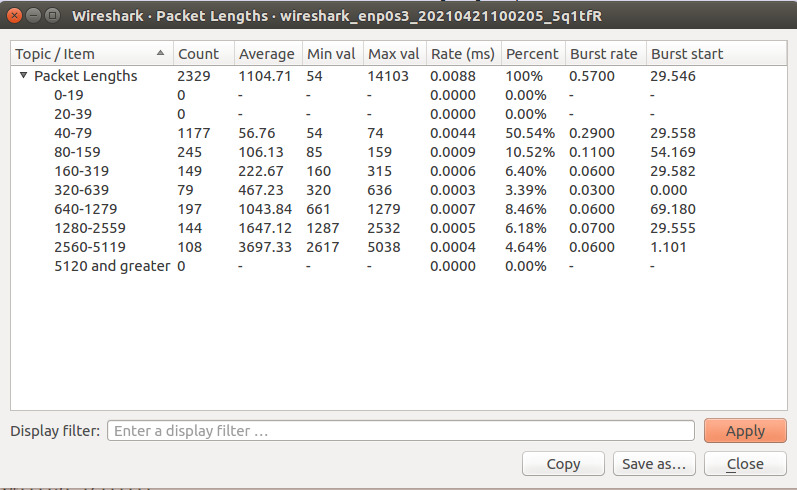 Wireshark · Packet Lengths · wireshark_enp0s3_20210421100205_5q1tfR
Topic / Item Count Average Min val Max val Rate (ms) Percent Burst rate Burst start
Packet Lengths 2329 1104.71 54 14103 0.0088 100% 0.5700 29.546
0-19 0 - - - 0.0000 0.00% - -
20-39 0 - - - 0.0000 0.00% - -
40-79 1177 56.76 54 74 0.0044 50.54% 0.2900 29.558
80-159 245 106.13 85 159 0.0009 10.52% 0.1100 54.169
160-319 149 222.67 160 315 0.0006 6.40% 0.0600 29.582
320-639 79 467.23 320 636 0.0003 3.39% 0.0300 0.000
640-1279 197 1043.84 661 1279 0.0007 8.46% 0.0600 69.180
1280-2559 144 1647.12 1287 2532 0.0005 6.18% 0.0700 29.555
2560-5119 108 3697.33 2617 5038 0.0004 4.64% 0.0600 1.101
5120 and greater 0 - - - 0.0000 0.00% - -
Display filter: Enter a display filter … Apply
Copy Save as… Close